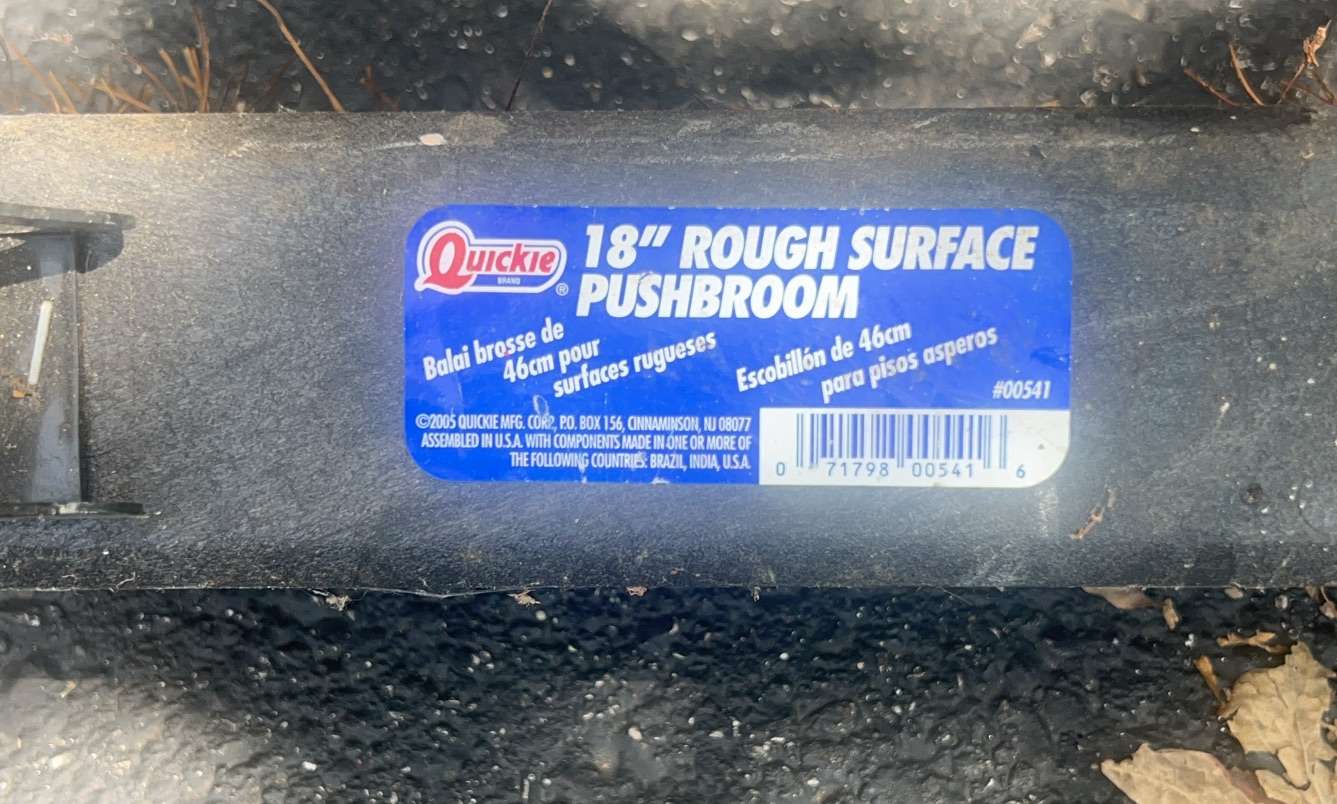 Quickie
BRAND
®
18" ROUGH SURFACE
PUSHBROOM
Balai brosse de
46cm pour
surfaces rugueses
Escobillón de 46cm
para pisos asperos
#00541
©2005 QUICKIE MFG. CORP., P.O. BOX 156, CINNAMINSON, NJ 08077
ASSEMBLED IN U.S.A. WITH COMPONENTS MADE IN ONE OR MORE OF
THE FOLLOWING COUNTRIES: BRAZIL, INDIA, U.S.A.
0 71798 00541 6